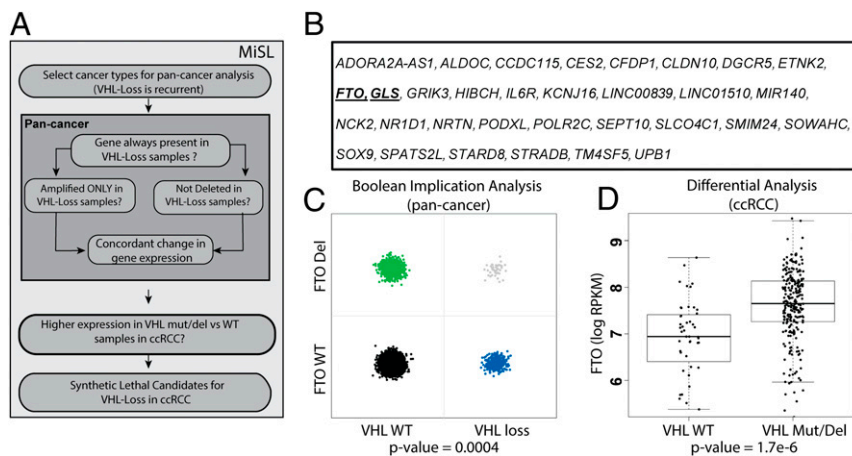 A
MiSL
Select cancer types for pan-cancer analysis
(VHL-Loss is recurrent)
Pan-cancer
Gene always present in
VHL-Loss samples ?
Amplified ONLY in
VHL-Loss samples?
Not Deleted in
VHL-Loss samples?
Concordant change in
gene expression
Higher expression in VHL mut/del vs WT
samples in ccRCC?
Synthetic Lethal Candidates for
VHL-Loss in ccRCC
B
ADORA2A-AS1, ALDOC, CCDC115, CES2, CFDP1, CLDN10, DGCR5, ETNK2,
FTO, GLS, GRIK3, HIBCH, IL6R, KCNJ16, LINC00839, LINC01510, MIR140,
NCK2, NR1D1, NRTN, PODXL, POLR2C, SEPT10, SLCO4C1, SMIM24, SOWAHC,
SOX9, SPATS2L, STARD8, STRADB, TM4SF5, UPB1
C
Boolean Implication Analysis
(pan-cancer)
FTO Del
FTO WT
VHL WT
VHL loss
p-value = 0.0004
D
Differential Analysis
(ccRCC)
FTO (log RPKM)
9
8
7
6
VHL WT
VHL Mut/Del
p-value = 1.7e-6